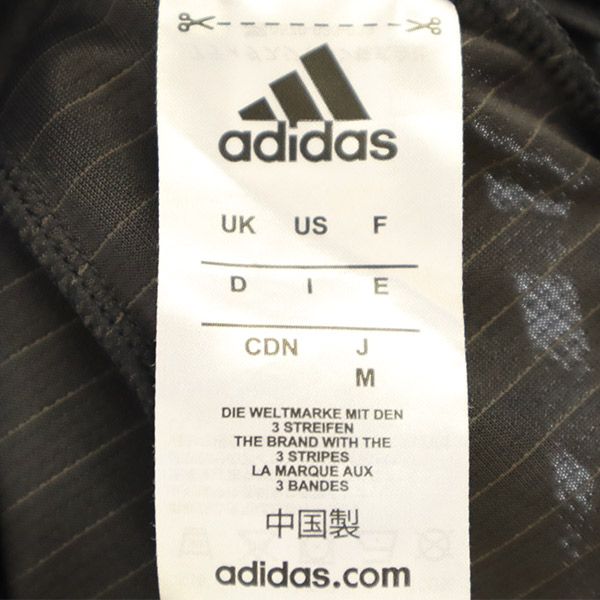 adidas
UK US F
D I E
CDN J
M
DIE WELTMARKE MIT DEN
3 STREIFEN
THE BRAND WITH THE
3 STRIPES
LA MARQUE AUX
3 BANDES
中国製
adidas.com